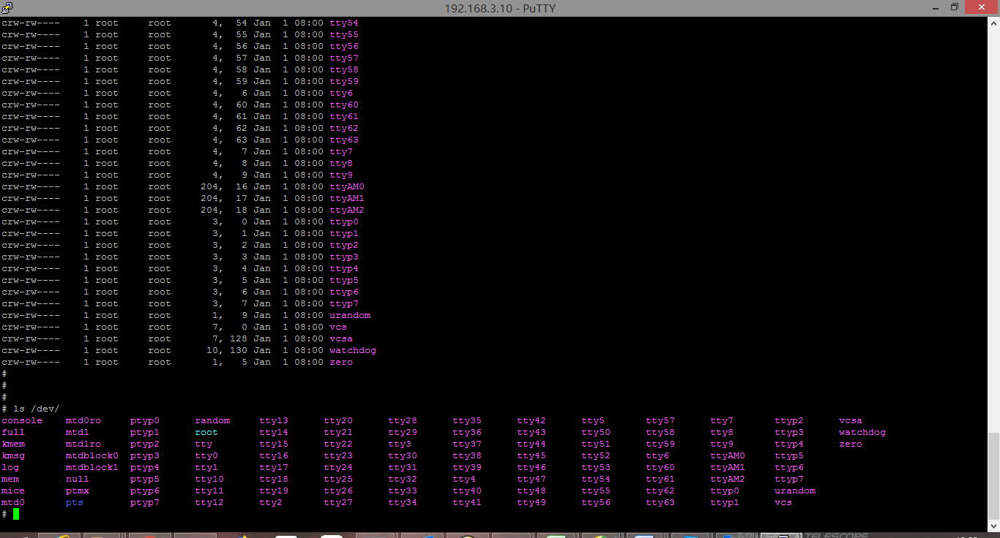 192.168.3.10 - PuTTY
crw-rw---- 1 root root 4, 54 Jan 1 08:00 tty54
crw-rw---- 1 root root 4, 55 Jan 1 08:00 tty55
crw-rw---- 1 root root 4, 56 Jan 1 08:00 tty56
crw-rw---- 1 root root 4, 57 Jan 1 08:00 tty57
crw-rw---- 1 root root 4, 58 Jan 1 08:00 tty58
crw-rw---- 1 root root 4, 59 Jan 1 08:00 tty59
crw-rw---- 1 root root 4, 6 Jan 1 08:00 tty6
crw-rw---- 1 root root 4, 60 Jan 1 08:00 tty60
crw-rw---- 1 root root 4, 61 Jan 1 08:00 tty61
crw-rw---- 1 root root 4, 62 Jan 1 08:00 tty62
crw-rw---- 1 root root 4, 63 Jan 1 08:00 tty63
crw-rw---- 1 root root 4, 7 Jan 1 08:00 tty7
crw-rw---- 1 root root 4, 8 Jan 1 08:00 tty8
crw-rw---- 1 root root 4, 9 Jan 1 08:00 tty9
crw-rw---- 1 root root 204, 16 Jan 1 08:00 ttyAM0
crw-rw---- 1 root root 204, 17 Jan 1 08:00 ttyAM1
crw-rw---- 1 root root 204, 18 Jan 1 08:00 ttyAM2
crw-rw---- 1 root root 3, 0 Jan 1 08:00 ttyp0
crw-rw---- 1 root root 3, 1 Jan 1 08:00 ttyp1
crw-rw---- 1 root root 3, 2 Jan 1 08:00 ttyp2
crw-rw---- 1 root root 3, 3 Jan 1 08:00 ttyp3
crw-rw---- 1 root root 3, 4 Jan 1 08:00 ttyp4
crw-rw---- 1 root root 3, 5 Jan 1 08:00 ttyp5
crw-rw---- 1 root root 3, 6 Jan 1 08:00 ttyp6
crw-rw---- 1 root root 3, 7 Jan 1 08:00 ttyp7
crw-rw---- 1 root root 1, 9 Jan 1 08:00 urandom
crw-rw---- 1 root root 7, 0 Jan 1 08:00 vcs
crw-rw---- 1 root root 7, 128 Jan 1 08:00 vcsa
crw-rw---- 1 root root 10, 130 Jan 1 08:00 watchdog
crw-rw---- 1 root root 1, 5 Jan 1 08:00 zero
#
#
#
# ls /dev/
console mtd0ro ptyp0 random tty13 tty20 tty28 tty35 tty42 tty5 tty57 tty7 ttyp2 vcsa
full mtd1 ptyp1 root tty14 tty21 tty29 tty36 tty43 tty50 tty58 tty8 ttyp3 watchdog
kmem mtd1ro ptyp2 tty tty15 tty22 tty3 tty37 tty44 tty51 tty59 tty9 ttyp4 zero
kmsg mtdblock0 ptyp3 tty0 tty16 tty23 tty30 tty38 tty45 tty52 tty6 ttyAM0 ttyp5
log mtdblock1 ptyp4 tty1 tty17 tty24 tty31 tty39 tty46 tty53 tty60 ttyAM1 ttyp6
mem null ptyp5 tty10 tty18 tty25 tty32 tty4 tty47 tty54 tty61 ttyAM2 ttyp7
mice ptmx ptyp6 tty11 tty19 tty26 tty33 tty40 tty48 tty55 tty62 ttyp0 urandom
mtd0 pts ptyp7 tty12 tty2 tty27 tty34 tty41 tty49 tty56 tty63 ttyp1 vcs
#
TELESCOPE